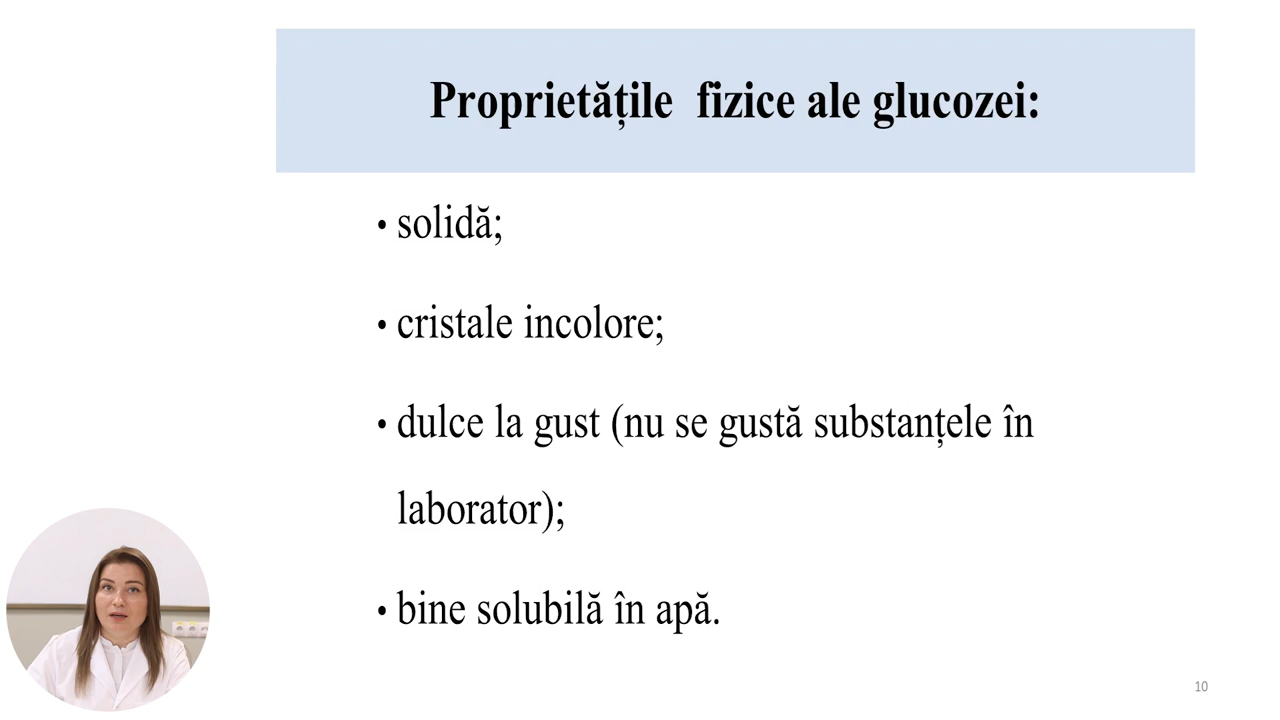 Proprietățile fizice ale glucozei:
• solidă;
• cristale incolore;
• dulce la gust (nu se gustă substanțele în
laborator);
• bine solubilă în apă.
10